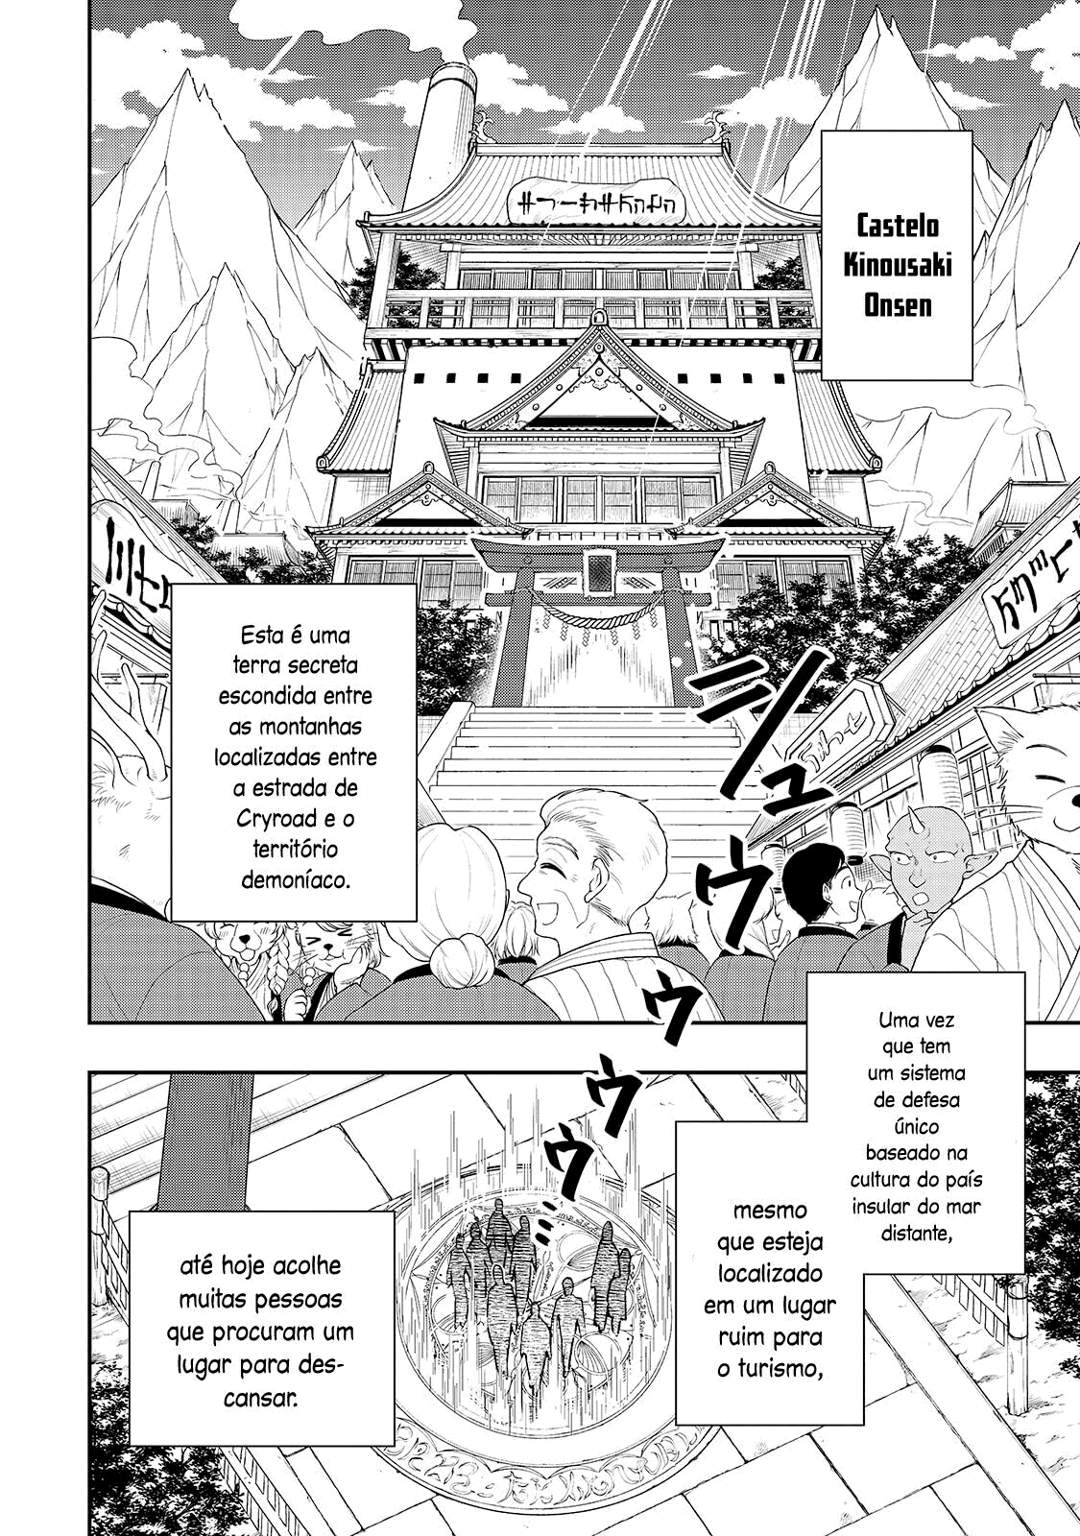 Castelo
Kinousaki
Onsen
Esta é uma
terra secreta
escondida entre
as montanhas
localizadas entre
a estrada de
Cryroad e o
território
demoníaco.
シュウウウウ
Uma vez
que tem
um sistema
de defesa
único
baseado na
cultura do país
insular do mar
distante,
mesmo
que esteja
localizado
em um lugar
ruim para
o turismo,
até hoje acolhe
muitas pessoas
que procuram um
lugar para des-
cansar.